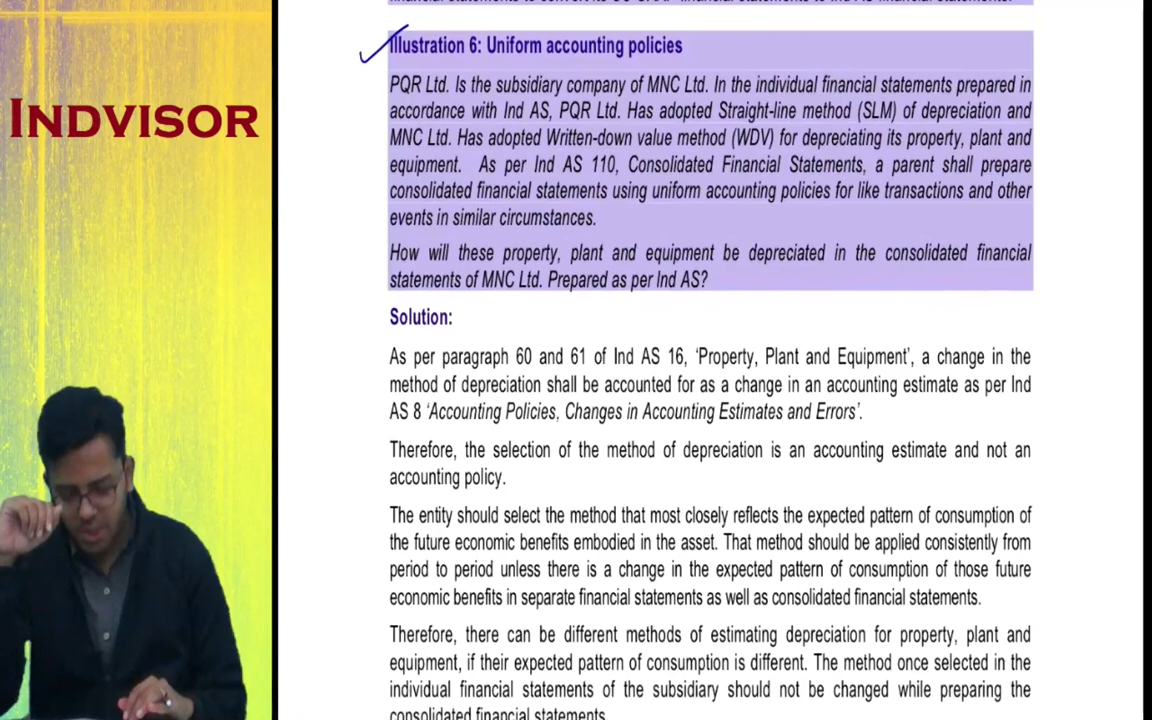 Illustration 6: Uniform accounting policies
INDVISOR
PQR Ltd. Is the subsidiary company of MNC Ltd. In the individual financial statements prepared in
accordance with Ind AS, PQR Ltd. Has adopted Straight-line method (SLM) of depreciation and
MNC Ltd. Has adopted Written-down value method (WDV) for depreciating its property, plant and
equipment. As per Ind AS 110, Consolidated Financial Statements, a parent shall prepare
consolidated financial statements using uniform accounting policies for like transactions and other
events in similar circumstances.
How will these property, plant and equipment be depreciated in the consolidated financial
statements of MNC Ltd. Prepared as per Ind AS?
Solution:
As per paragraph 60 and 61 of Ind AS 16, ‘Property, Plant and Equipment’, a change in the
method of depreciation shall be accounted for as a change in an accounting estimate as per Ind
AS 8 ‘Accounting Policies, Changes in Accounting Estimates and Errors’.
Therefore, the selection of the method of depreciation is an accounting estimate and not an
accounting policy.
The entity should select the method that most closely reflects the expected pattern of consumption of
the future economic benefits embodied in the asset. That method should be applied consistently from
period to period unless there is a change in the expected pattern of consumption of those future
economic benefits in separate financial statements as well as consolidated financial statements.
Therefore, there can be different methods of estimating depreciation for property, plant and
equipment, if their expected pattern of consumption is different. The method once selected in the
individual financial statements of the subsidiary should not be changed while preparing the
consolidated financial statements.